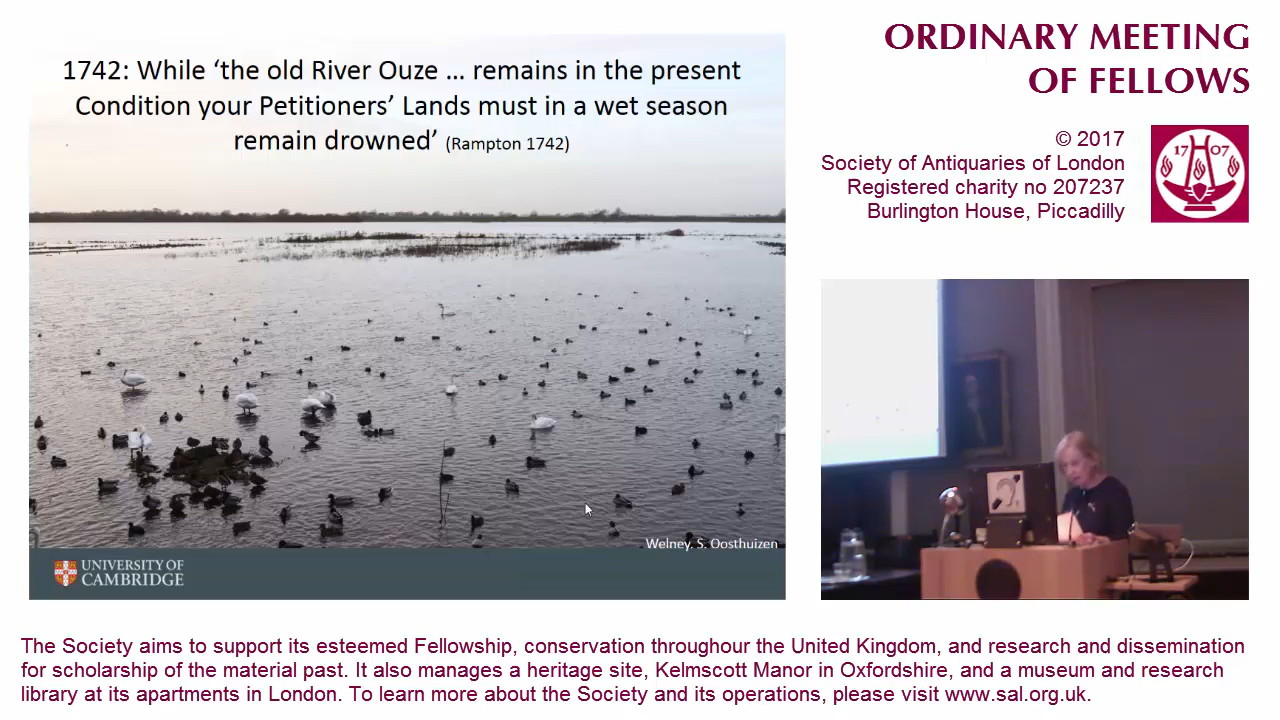 1742: While ‘the old River Ouze … remains in the present
Condition your Petitioners’ Lands must in a wet season
remain drowned’ (Rampton 1742)
Welney. S. Oosthuizen
UNIVERSITY OF
CAMBRIDGE
ORDINARY MEETING
OF FELLOWS
© 2017
Society of Antiquaries of London
Registered charity no 207237
Burlington House, Piccadilly
17 07
The Society aims to support its esteemed Fellowship, conservation throughour the United Kingdom, and research and dissemination
for scholarship of the material past. It also manages a heritage site, Kelmscott Manor in Oxfordshire, and a museum and research
library at its apartments in London. To learn more about the Society and its operations, please visit www.sal.org.uk.